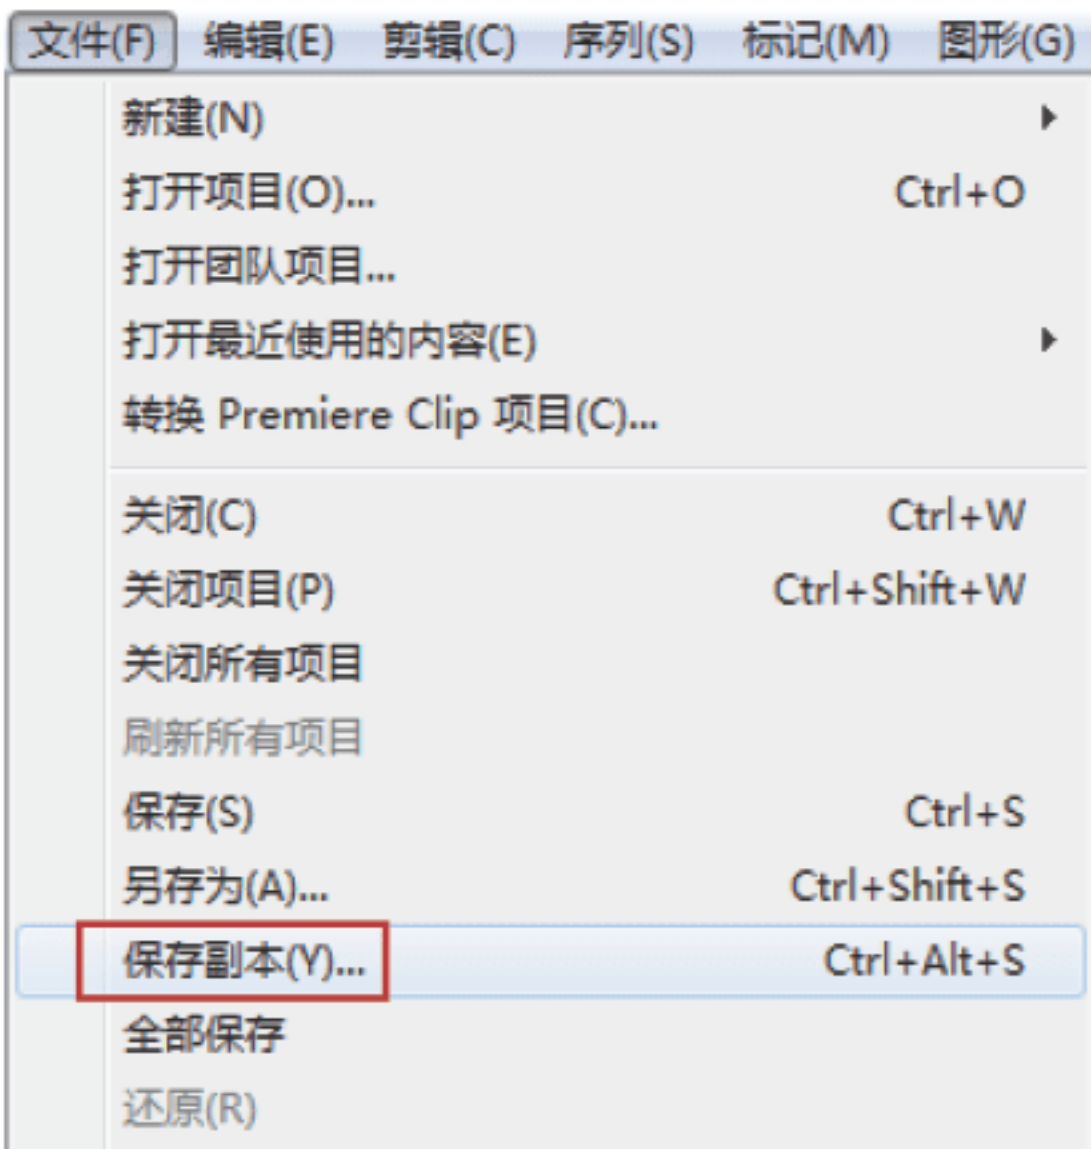 文件(F) 编辑(E) 剪辑(C) 序列(S) 标记(M) 图形(G)
新建(N)
打开项目(O)... Ctrl+O
打开团队项目...
打开最近使用的内容(E)
转换 Premiere Clip 项目(C)...
关闭(C) Ctrl+W
关闭项目(P) Ctrl+Shift+W
关闭所有项目
刷新所有项目
保存(S) Ctrl+S
另存为(A)... Ctrl+Shift+S
保存副本(Y)... Ctrl+Alt+S
全部保存
还原(R)